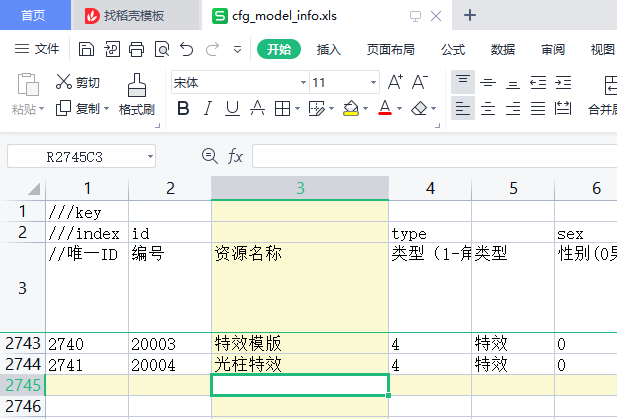 首页 找稻壳模板 cfg_model_info.xls
文件 开始 插入 页面布局 公式 数据 审阅 视图
粘贴 剪切 复制 格式刷 宋体 11 A+ A- B I U A A 合并
R2745C3 fx
1 2 3 4 5 6
1 ///key
2 ///index id type sex
3 //唯一ID 编号 资源名称 类型（1-角 类型 性别(0男
2743 2740 20003 特效模版 4 特效 0
2744 2741 20004 光柱特效 4 特效 0
2745
2746